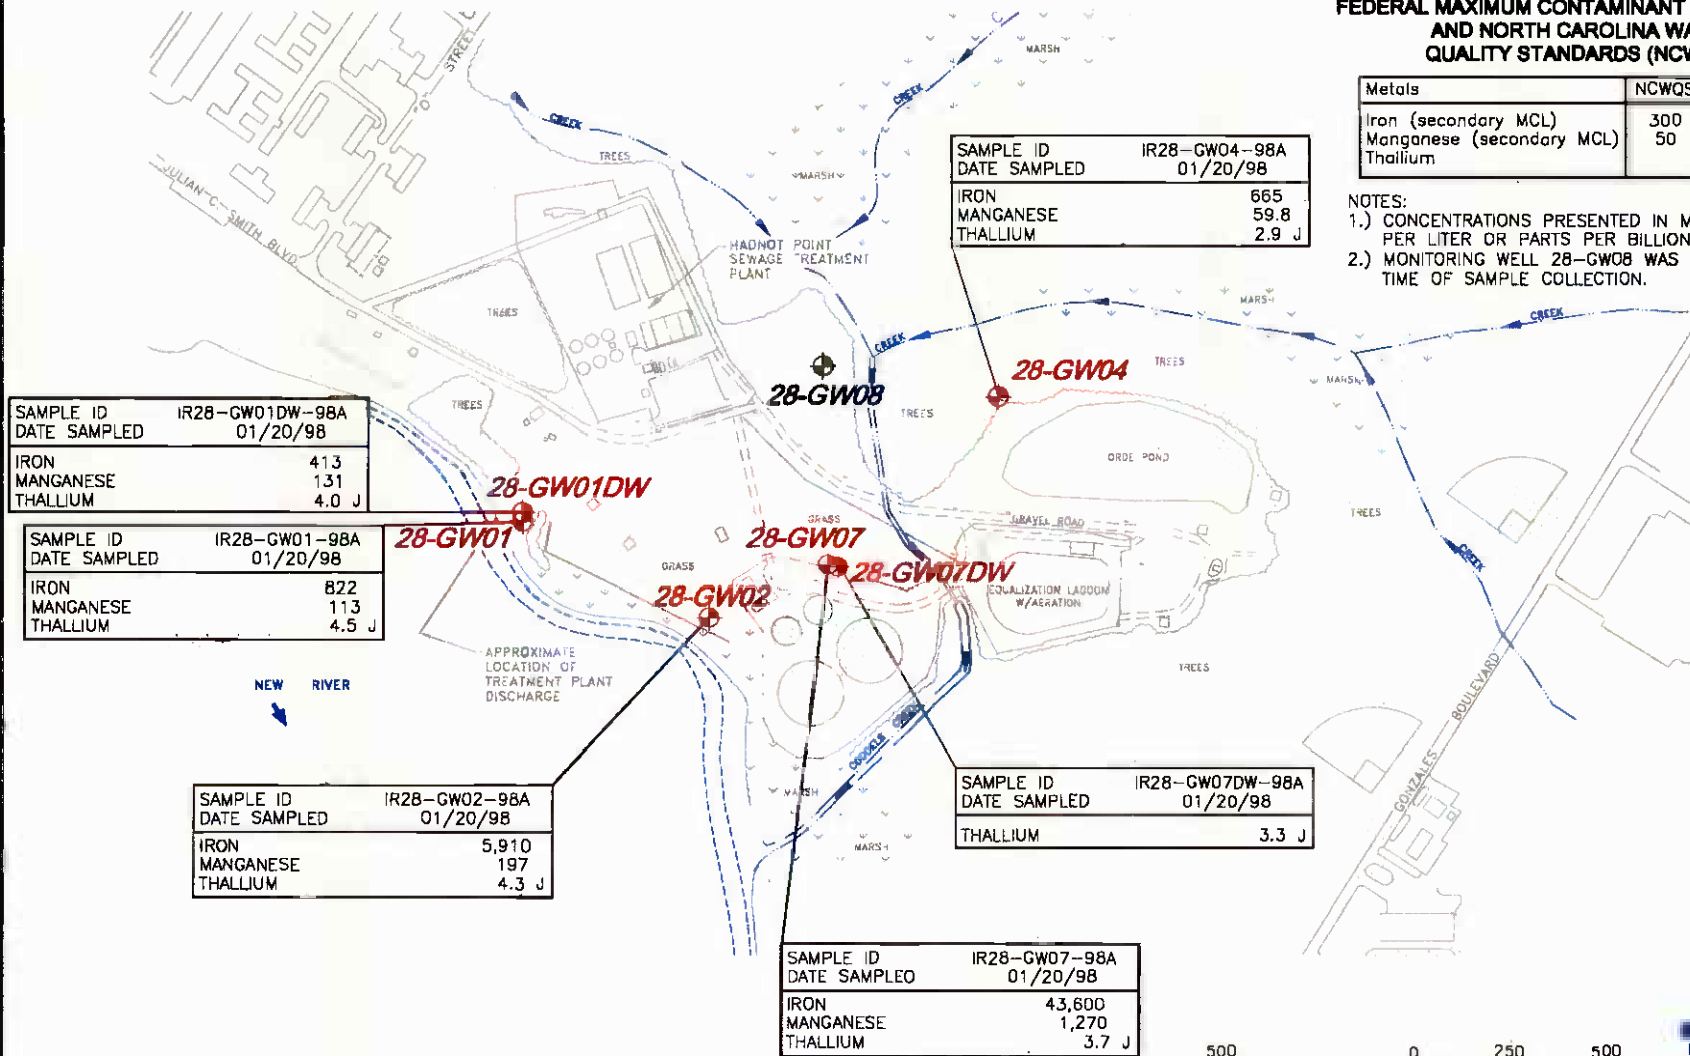 FEDERAL MAXIMUM CONTAMINANT
AND NORTH CAROLINA WA
QUALITY STANDARDS (NCW
Metals NCWQS
Iron (secondary MCL) 300
Manganese (secondary MCL) 50
Thallium
NOTES:
1.) CONCENTRATIONS PRESENTED IN M
PER LITER OR PARTS PER BILLION
2.) MONITORING WELL 28-GW08 WAS
TIME OF SAMPLE COLLECTION.
STREET
CREEK
TREES
MARSH
CREEK
MARSH
JULIAN C. SMITH BLVD
HADNOT POINT
SEWAGE TREATMENT
PLANT
TREES
SAMPLE ID IR28-GW04-98A
DATE SAMPLED 01/20/98
IRON 665
MANGANESE 59.8
THALLIUM 2.9 J
MARSH
CREEK
CREEK
TREES
MARSH
28-GW08
28-GW04
TREES
TREES
ORDE POND
TREES
SAMPLE ID IR28-GW01DW-98A
DATE SAMPLED 01/20/98
IRON 413
MANGANESE 131
THALLIUM 4.0 J
28-GW01DW
28-GW01
SAMPLE ID IR28-GW01-98A
DATE SAMPLED 01/20/98
IRON 822
MANGANESE 113
THALLIUM 4.5 J
GRASS
GRAVEL ROAD
28-GW07
28-GW07DW
GRASS
28-GW02
EQUALIZATION LAGOON
W/AERATION
CREEK
APPROXIMATE
LOCATION OF
TREATMENT PLANT
DISCHARGE
NEW RIVER
TREES
COGDELS CREEK
GONZALES BOULEVARD
MARSH
MARSH
SAMPLE ID IR28-GW02-98A
DATE SAMPLED 01/20/98
IRON 5,910
MANGANESE 197
THALLIUM 4.3 J
SAMPLE ID IR28-GW07DW-98A
DATE SAMPLED 01/20/98
THALLIUM 3.3 J
SAMPLE ID IR28-GW07-98A
DATE SAMPLED 01/20/98
IRON 43,600
MANGANESE 1,270
THALLIUM 3.7 J
500 0 250 500